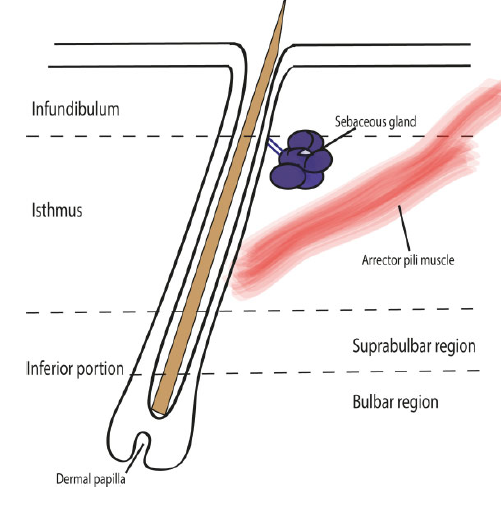 Infundibulum
Sebaceous gland
Isthmus
Arrector pili muscle
Suprabulbar region
Inferior portion
Bulbar region
Dermal papilla